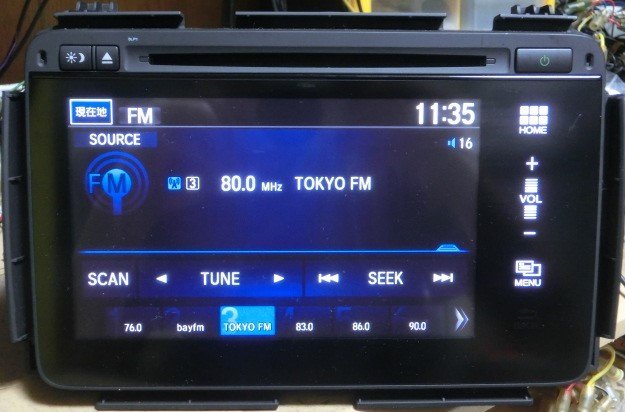 現在地 FM 11:35
SOURCE
16
FM
3 80.0 MHz TOKYO FM
SCAN TUNE SEEK
76.0 bayfm 3 TOKYO FM 83.0 86.0 90.0
HOME
+
VOL
−
MENU